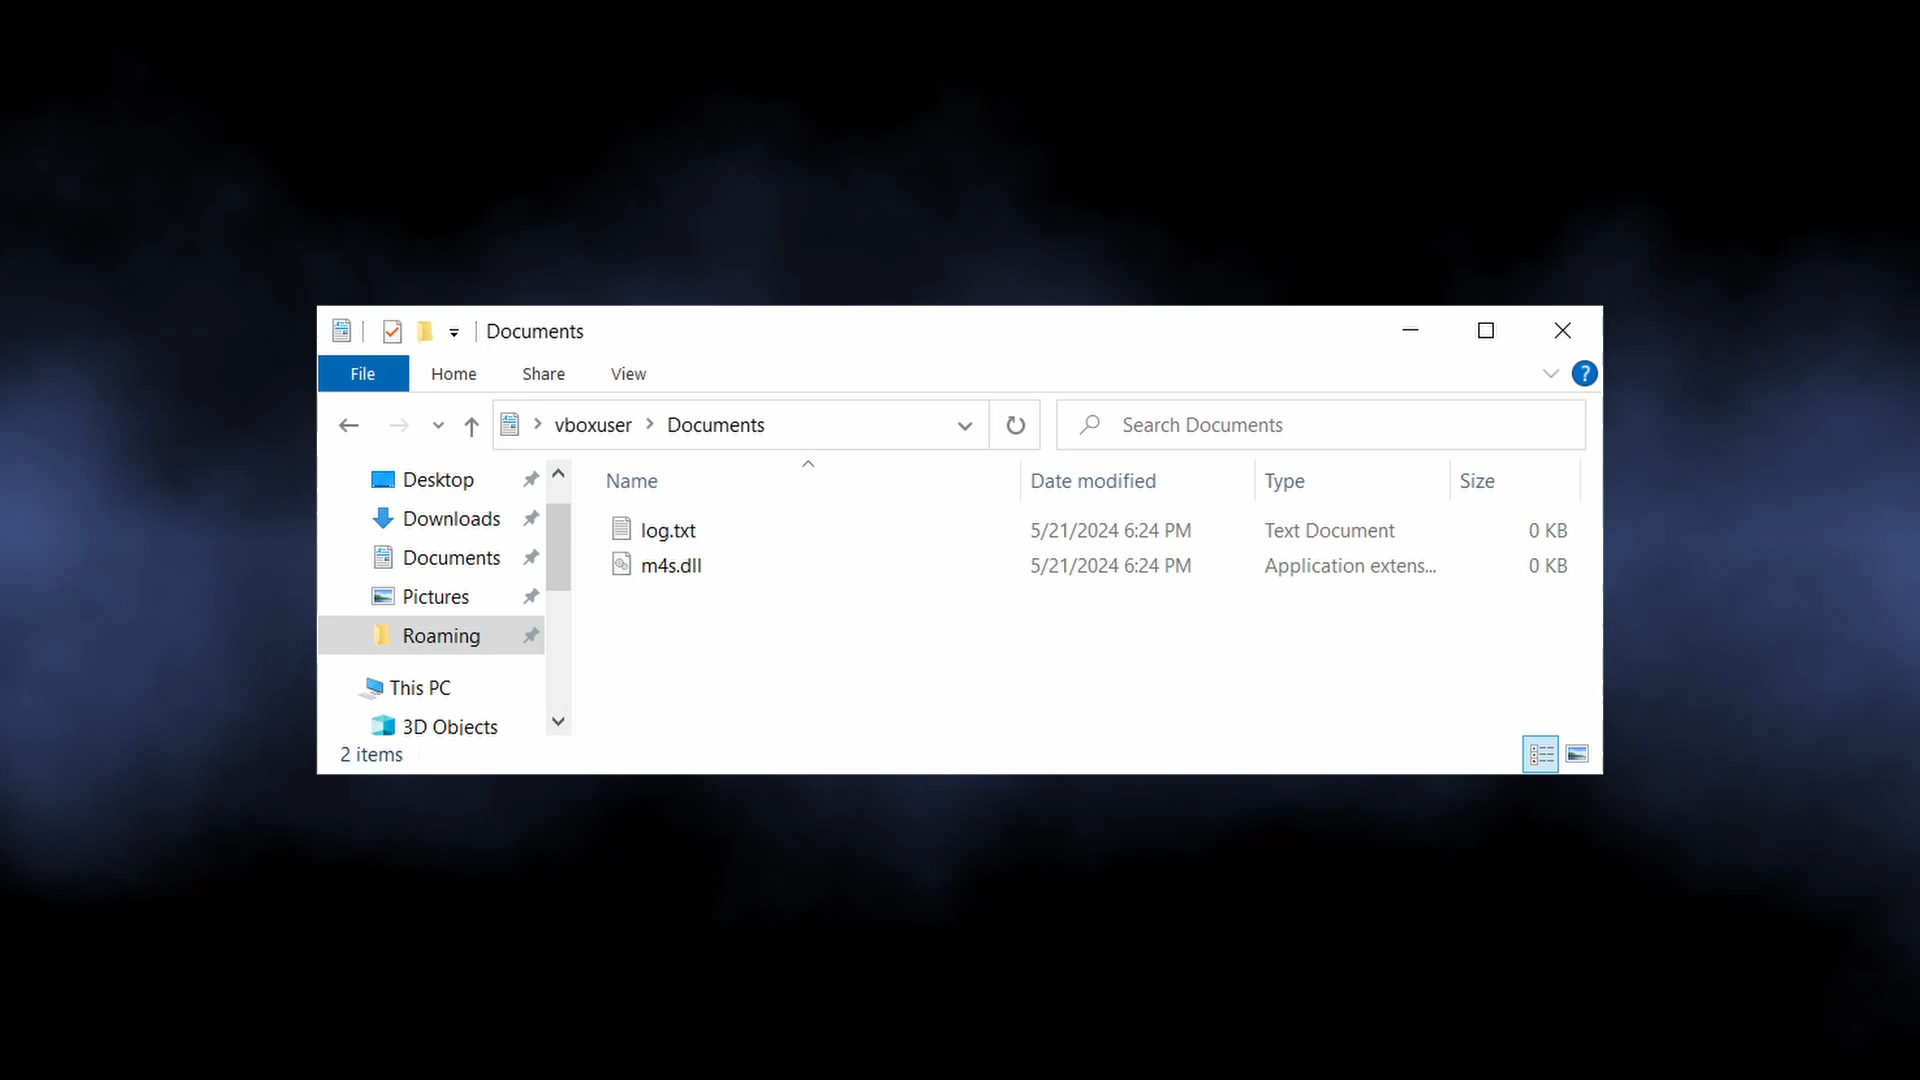 Documents
File Home Share View ?
vboxuser Documents Search Documents
Desktop
Downloads
Documents
Pictures
Roaming
This PC
3D Objects
Name Date modified Type Size
log.txt 5/21/2024 6:24 PM Text Document 0 KB
m4s.dll 5/21/2024 6:24 PM Application extens... 0 KB
2 items